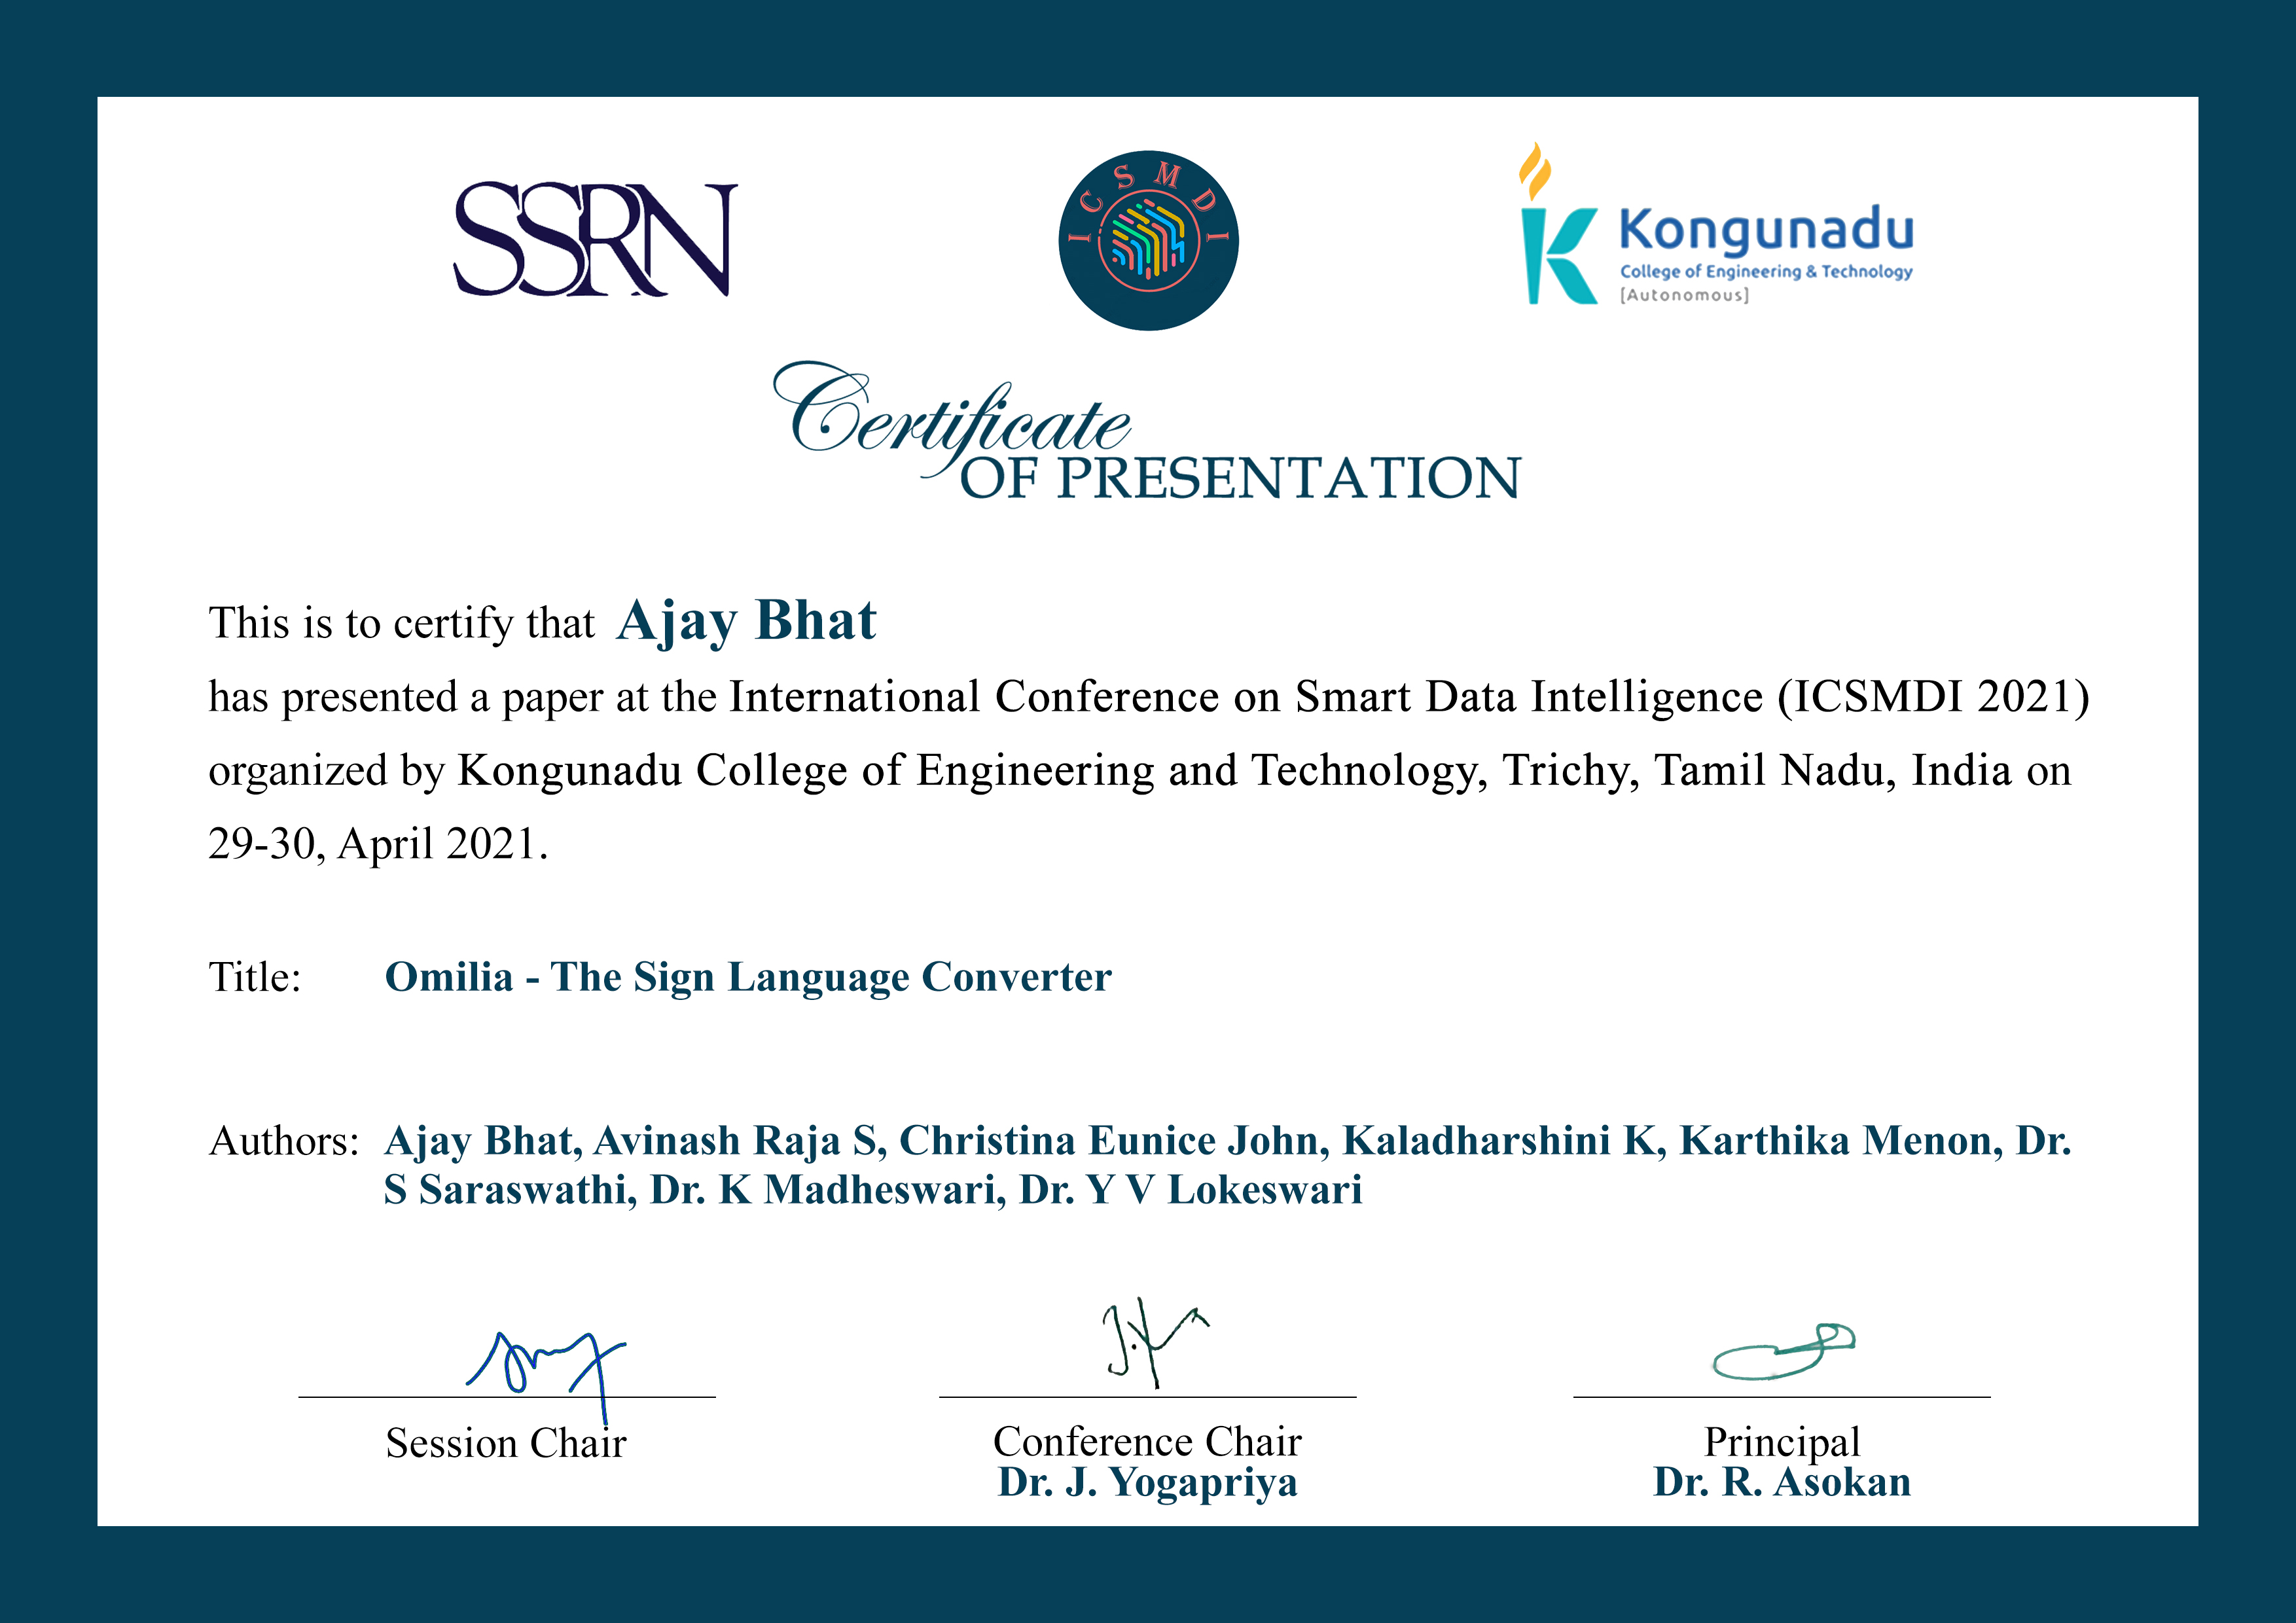 SSRN
ICSMDI
Kongunadu
College of Engineering & Technology
[Autonomous]
Certificate
OF PRESENTATION
This is to certify that Ajay Bhat
has presented a paper at the International Conference on Smart Data Intelligence (ICSMDI 2021)
organized by Kongunadu College of Engineering and Technology, Trichy, Tamil Nadu, India on
29-30, April 2021.
Title: Omilia - The Sign Language Converter
Authors: Ajay Bhat, Avinash Raja S, Christina Eunice John, Kaladharshini K, Karthika Menon, Dr.
S Saraswathi, Dr. K Madheswari, Dr. Y V Lokeswari
Session Chair
Conference Chair
Dr. J. Yogapriya
Principal
Dr. R. Asokan